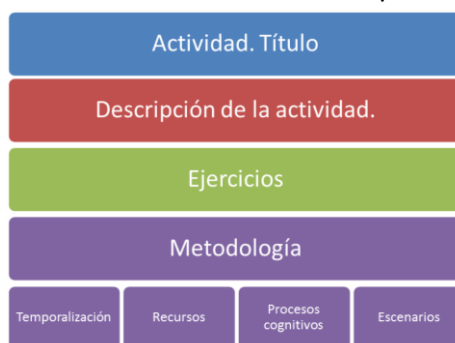 Actividad. Título
Descripción de la actividad.
Ejercicios
Metodología
Temporalización
Recursos
Procesos
cognitivos
Escenarios